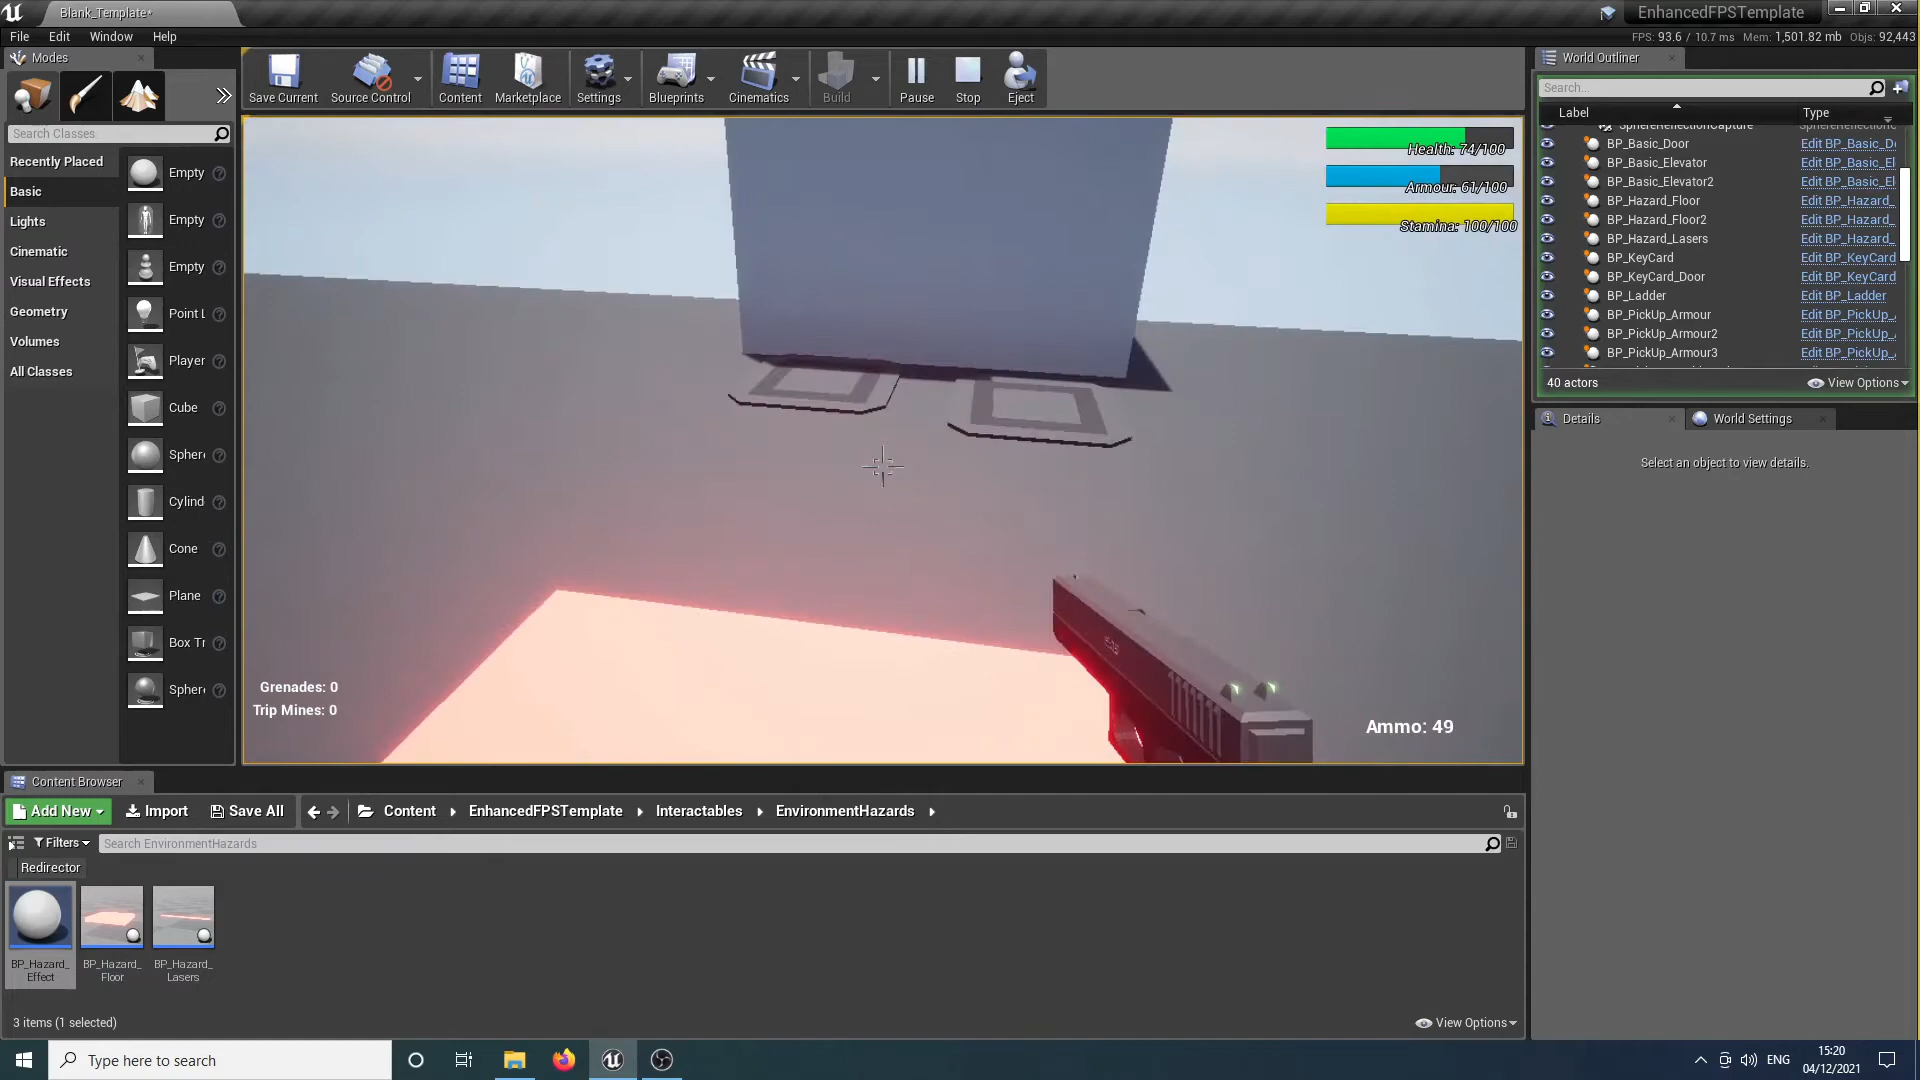 Blank_Template*
EnhancedFPSTemplate
File Edit Window Help
FPS: 93.6 / 10.7 ms Mem: 1,501.82 mb Objs: 92,443
Modes
Save Current
Source Control
Content
Marketplace
Settings
Blueprints
Cinematics
Build
Pause
Stop
Eject
Search Classes
Recently Placed
Basic
Lights
Cinematic
Visual Effects
Geometry
Volumes
All Classes
Empty
Empty
Empty
Point L
Player
Cube
Sphere
Cylind
Cone
Plane
Box Tr
Sphere
Health: 74/100
Armour: 61/100
Stamina: 100/100
Grenades: 0
Trip Mines: 0
Ammo: 49
World Outliner
Search...
Label Type
SphereReflectionCapture SphereReflectionC
BP_Basic_Door Edit BP_Basic_Do
BP_Basic_Elevator Edit BP_Basic_El
BP_Basic_Elevator2 Edit BP_Basic_El
BP_Hazard_Floor Edit BP_Hazard_
BP_Hazard_Floor2 Edit BP_Hazard_
BP_Hazard_Lasers Edit BP_Hazard_
BP_KeyCard Edit BP_KeyCard
BP_KeyCard_Door Edit BP_KeyCard
BP_Ladder Edit BP_Ladder
BP_PickUp_Armour Edit BP_PickUp_
BP_PickUp_Armour2 Edit BP_PickUp_
BP_PickUp_Armour3 Edit BP_PickUp_
40 actors View Options
Details World Settings
Select an object to view details.
Content Browser
Add New Import Save All Content EnhancedFPSTemplate Interactables EnvironmentHazards
Filters Search EnvironmentHazards
Redirector
BP_Hazard_
Effect
BP_Hazard_
Floor
BP_Hazard_
Lasers
3 items (1 selected) View Options
Type here to search
ENG
15:20
04/12/2021